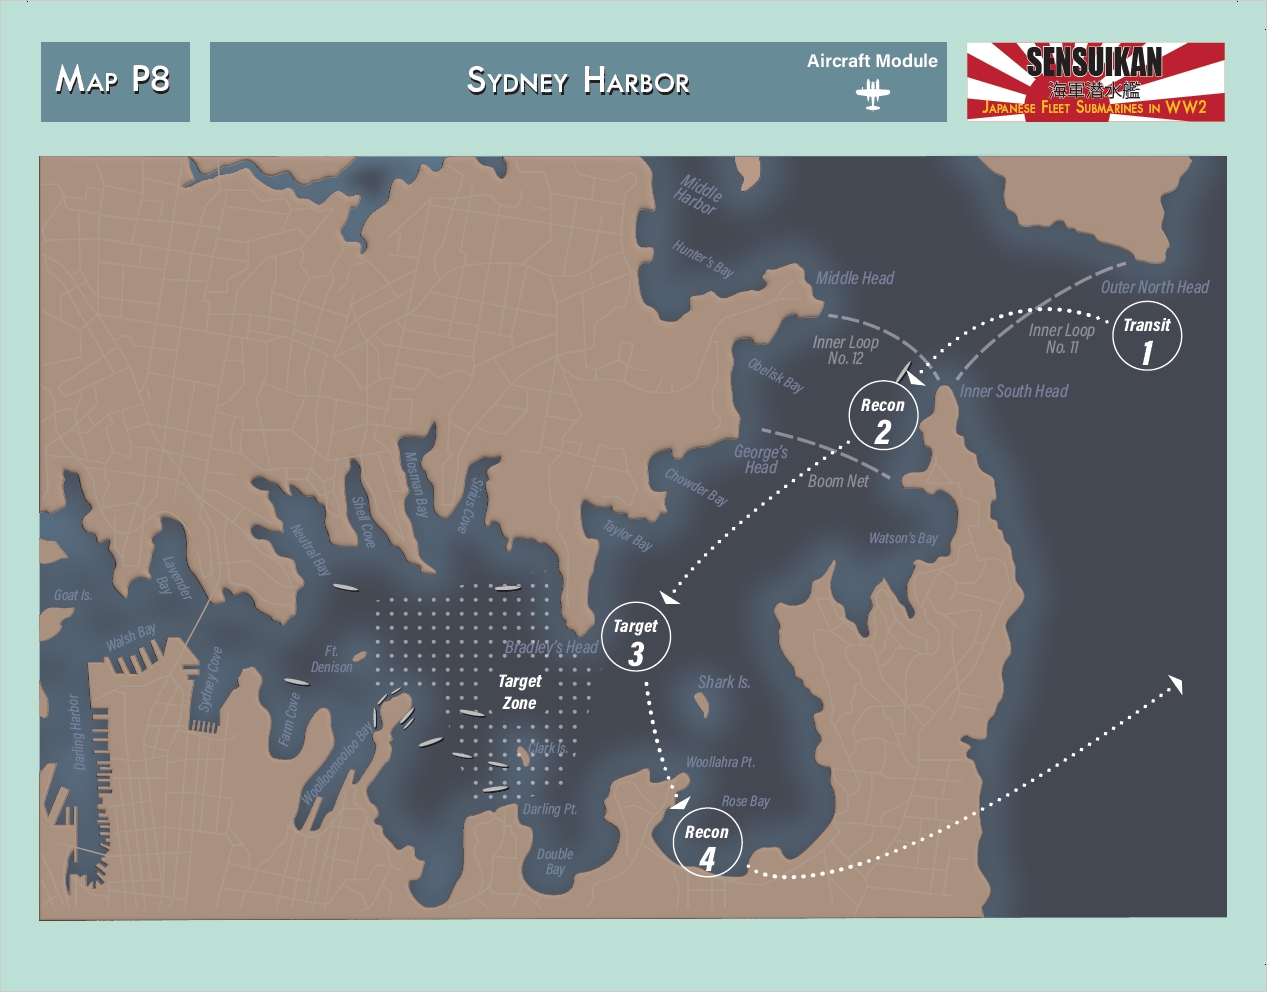 MAP P8
SYDNEY HARBOR
Aircraft Module
SENSUIKAN
海軍潜水艦
JAPANESE FLEET SUBMARINES IN WW2
Middle
Harbor
Hunter's Bay
Middle Head
Outer North Head
Transit
1
Inner Loop
No. 11
Inner Loop
No. 12
Obelisk Bay
Inner South Head
Recon
2
George's
Head
Boom Net
Chowder Bay
Mosman Bay
Sirius Cove
Shell Cove
Neutral Bay
Taylor Bay
Watson's Bay
Lavender
Bay
Goat Is.
Walsh Bay
Sydney Cove
Ft.
Denison
Bradley's Head
Target
3
Target
Zone
Shark Is.
Farm Cove
Darling Harbor
Woolloomooloo Bay
Clark Is.
Woollahra Pt.
Rose Bay
Darling Pt.
Recon
4
Double
Bay